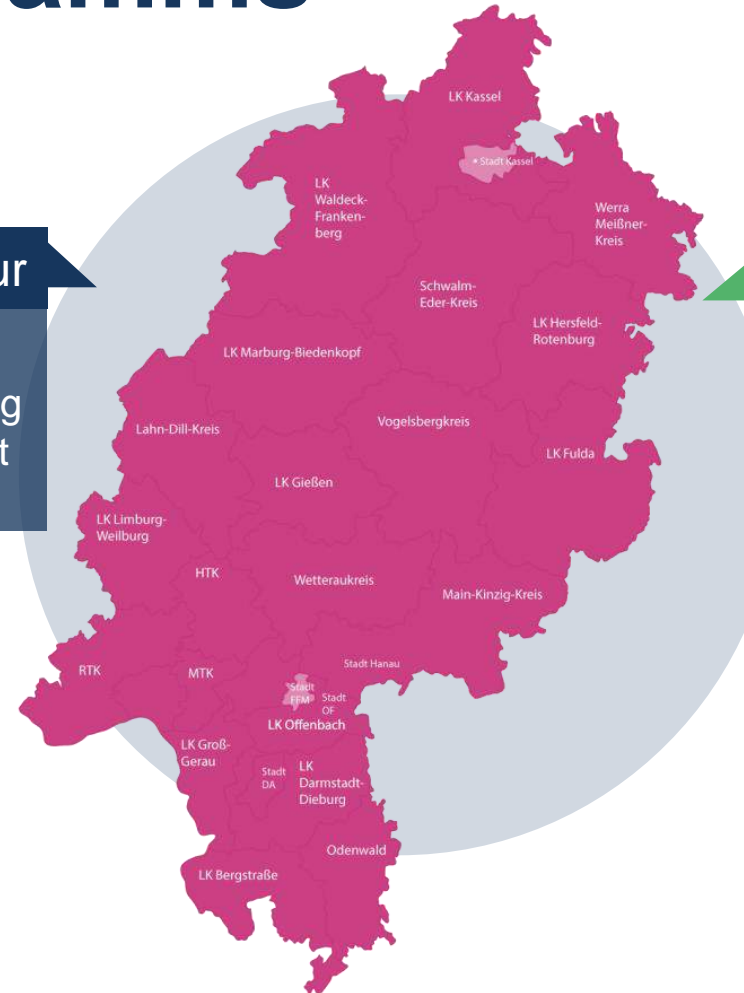 LK Kassel
Stadt Kassel
LK
Waldeck-
Franken-
berg
Werra
Meißner-
Kreis
ur
Schwalm-
Eder-Kreis
LK Hersfeld-
Rotenburg
LK Marburg-Biedenkopf
g
t
Lahn-Dill-Kreis
Vogelsbergkreis
LK Fulda
LK Gießen
LK Limburg-
Weilburg
HTK
Wetteraukreis
Main-Kinzig-Kreis
RTK
MTK
Stadt Hanau
Stadt
FFM
Stadt
OF
LK Offenbach
LK Groß-
Gerau
Stadt
DA
LK
Darmstadt-
Dieburg
Odenwald
LK Bergstraße